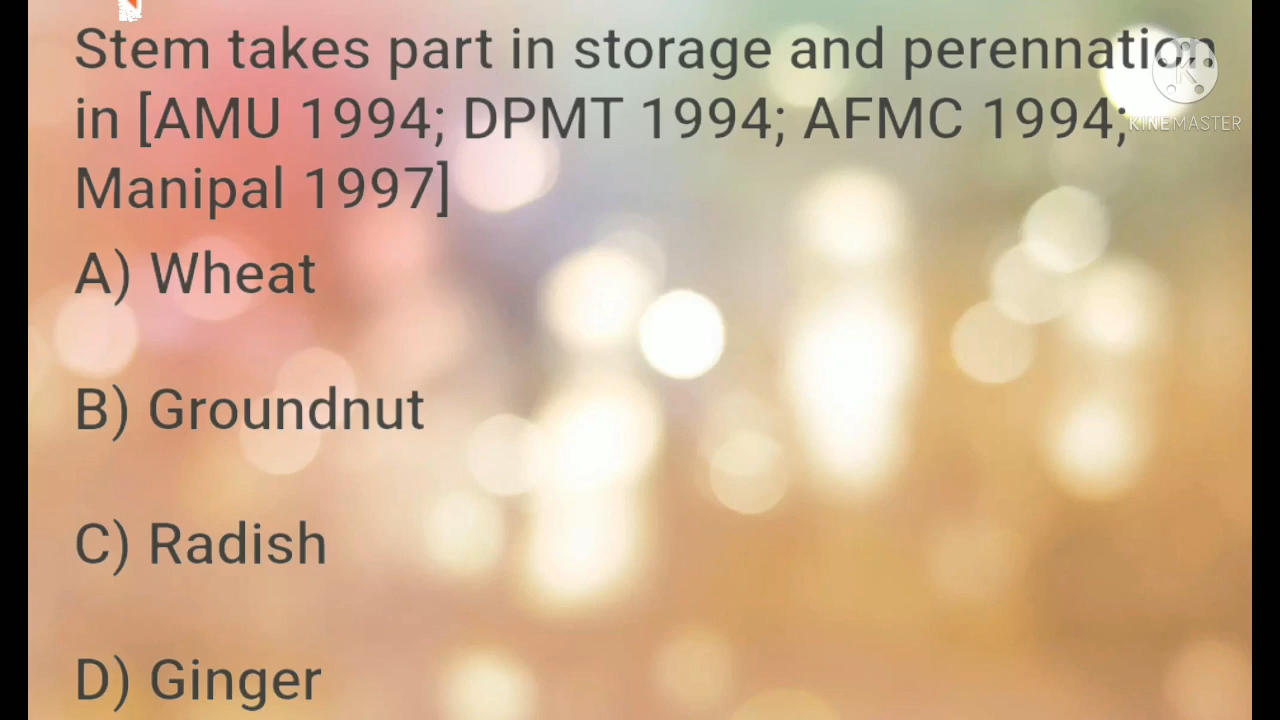 Stem takes part in storage and perennation
in [AMU 1994; DPMT 1994; AFMC 1994;
Manipal 1997]
A) Wheat
B) Groundnut
C) Radish
D) Ginger
K
KINEMASTER